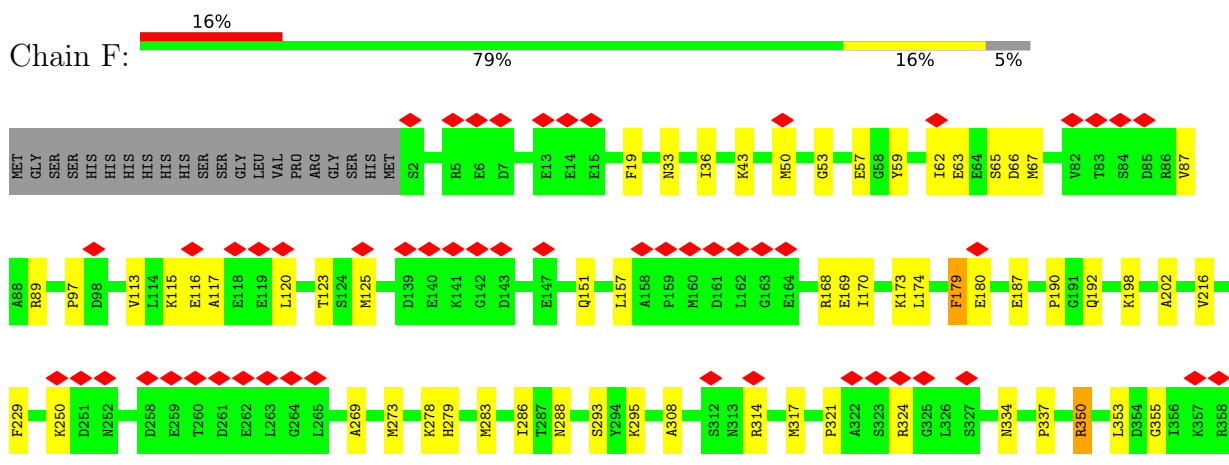 16%
Chain F:
79% 16% 5%
MET GLY SER SER HIS HIS HIS HIS HIS HIS SER SER GLY LEU VAL PRO ARG GLY SER HIS MET S2 R5 E6 D7 E13 E14 E15 F19 N33 I36 K43 M50 G53 E57 G58 Y59 I62 E63 E64 S65 D66 M67 V82 T83 S84 D85 R86 V87
A88 R89 P97 D98 V113 L114 K115 E116 A117 E118 E119 L120 T123 S124 M125 D139 E140 K141 G142 D143 E147 Q151 L157 A158 P159 M160 D161 L162 G163 E164 R168 E169 I170 K173 L174 F179 E180 E187 P190 G191 Q192 K198 A202 V216
F229 K250 D251 N252 D258 E259 T260 D261 E262 L263 G264 L265 A269 M273 K278 H279 M283 I286 T287 N288 S293 Y294 K295 A308 S312 N313 R314 M317 P321 A322 S323 R324 G325 L326 S327 N334 P337 R350 L353 D354 G355 I356 K357 R358